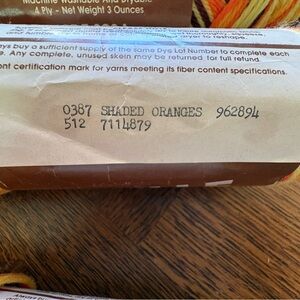 Machine Washable And Dryable
4 Ply - Net Weight 3 Ounces
buy a sufficient supply of the same Dye Lot Number to complete each
Any complete, unused skein may be returned for full refund.
certification mark for yarns meeting its fiber content specifications.
0387 SHADED ORANGES 962894
512 7114879